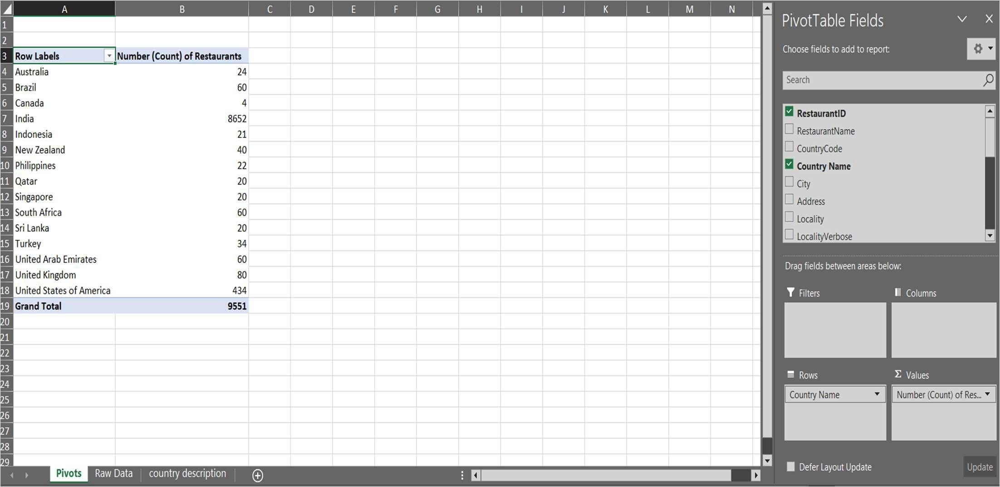 A B C D E F G H I J K L M N
1
2
3 Row Labels Number (Count) of Restaurants
4 Australia 24
5 Brazil 60
6 Canada 4
7 India 8652
8 Indonesia 21
9 New Zealand 40
10 Philippines 22
11 Qatar 20
12 Singapore 20
13 South Africa 60
14 Sri Lanka 20
15 Turkey 34
16 United Arab Emirates 60
17 United Kingdom 80
18 United States of America 434
19 Grand Total 9551
20
21
22
23
24
25
26
27
28
29
Pivots Raw Data country description
PivotTable Fields
Choose fields to add to report:
Search
RestaurantID
RestaurantName
CountryCode
Country Name
City
Address
Locality
LocalityVerbose
Drag fields between areas below:
Filters Columns
Rows Σ Values
Country Name Number (Count) of Res...
Defer Layout Update Update